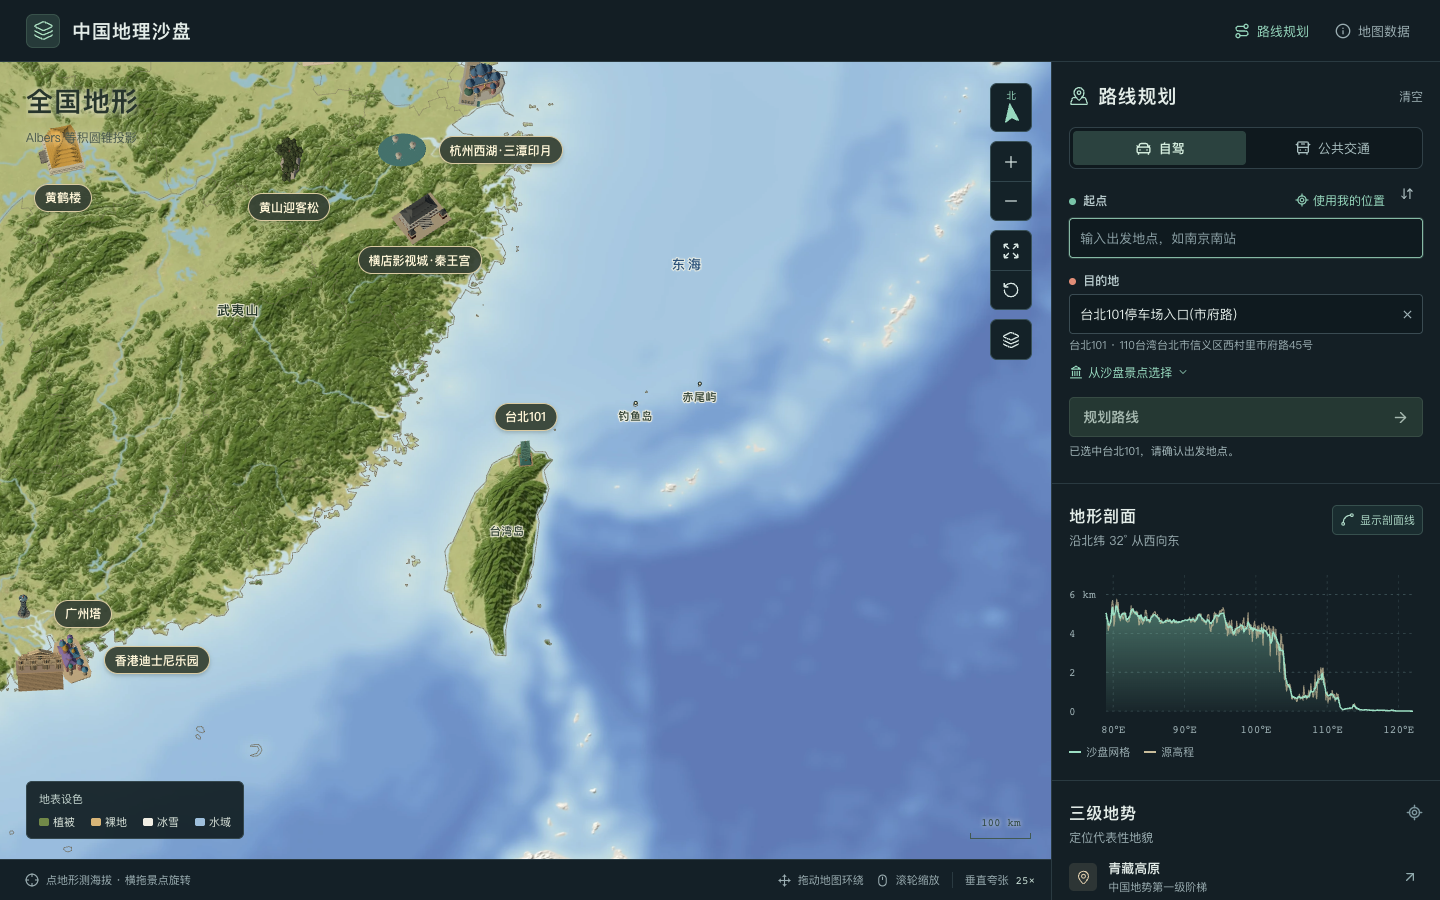 中国地理沙盘
路线规划
地图数据
全国地形
Albers 等积圆锥投影
黄鹤楼
黄山迎客松
杭州西湖·三潭印月
横店影视城·秦王宫
武夷山
东海
赤尾屿
钓鱼岛
台北101
台湾岛
广州塔
香港迪士尼乐园
北
100 km
地表设色
植被 裸地 冰雪 水域
点地形测海拔 · 横拖景点旋转
拖动地图环绕
滚轮缩放
垂直夸张 25×
路线规划
清空
自驾
公共交通
起点
使用我的位置
输入出发地点，如南京南站
目的地
台北101停车场入口(市府路)
台北101 · 110台湾台北市信义区西村里市府路45号
从沙盘景点选择
规划路线
已选中台北101，请确认出发地点。
地形剖面
显示剖面线
沿北纬 32° 从西向东
6 km
4
2
0
80°E 90°E 100°E 110°E 120°E
沙盘网格 源高程
三级地势
定位代表性地貌
青藏高原
中国地势第一级阶梯